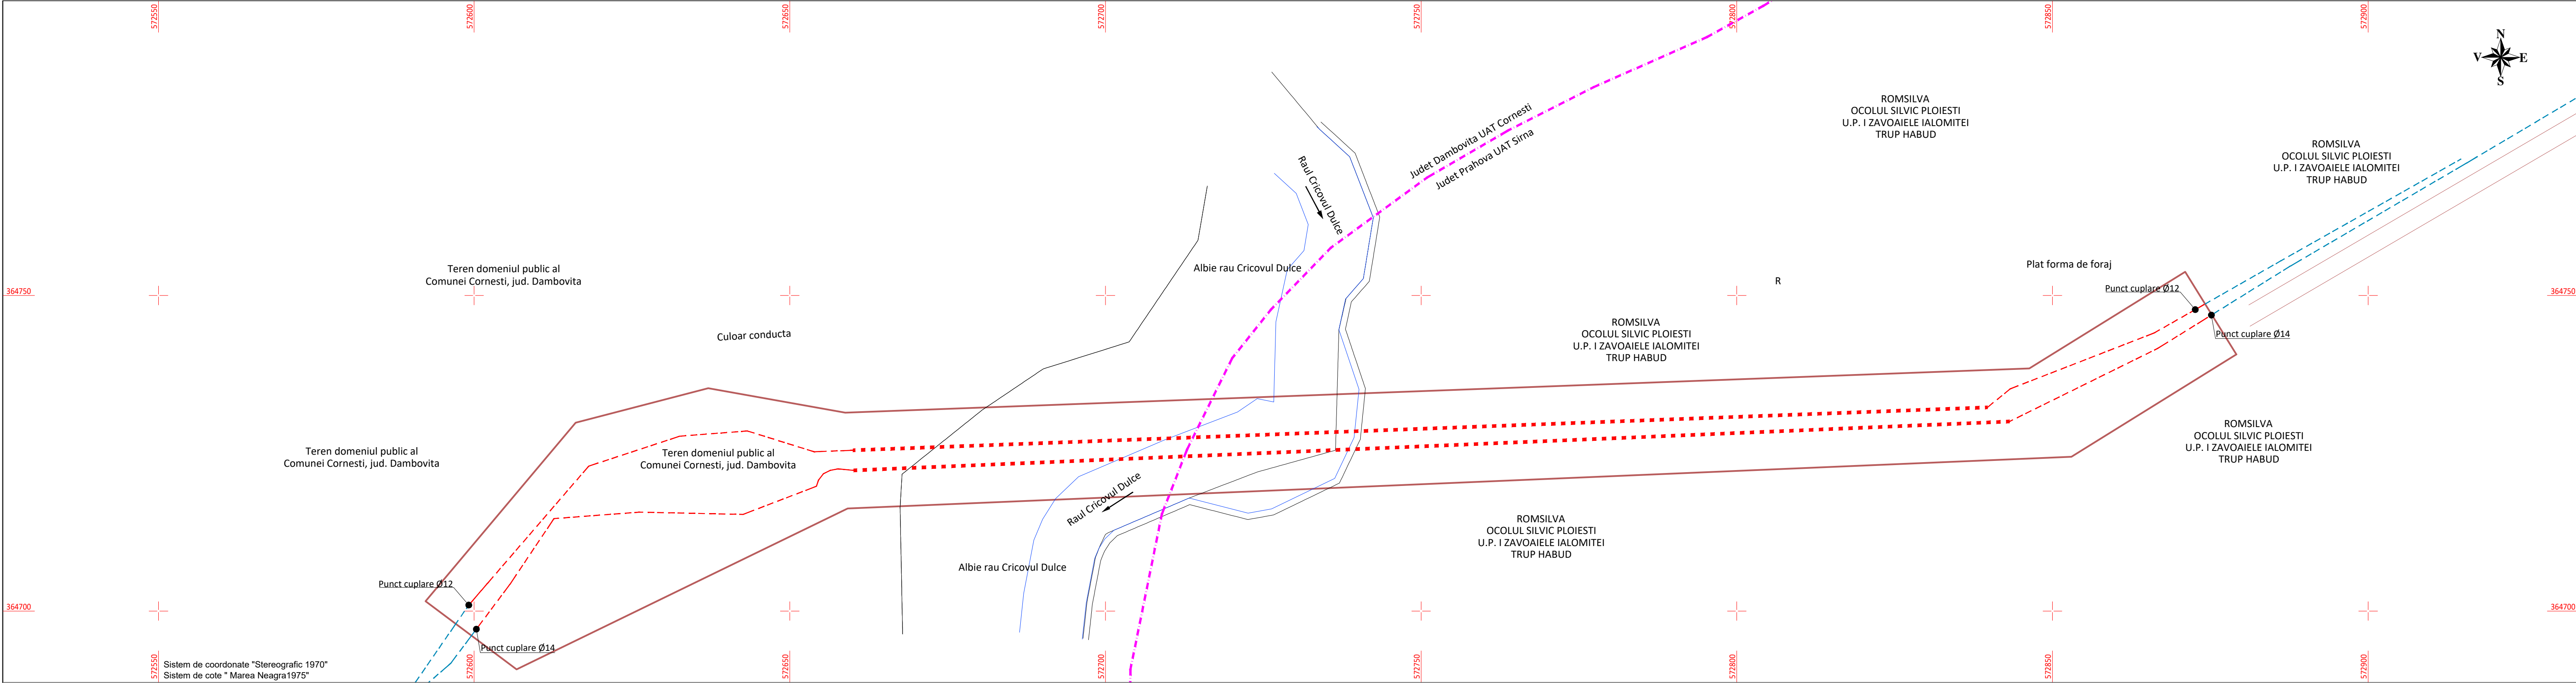 572550
572600
572650
572700
572750
572800
572850
572900
N
V
E
S
ROMSILVA
OCOLUL SILVIC PLOIESTI
U.P. I ZAVOAIELE IALOMITEI
TRUP HABUD
Judet Dambovita UAT Cornesti
Judet Prahova UAT Sirna
Raul Cricovul Dulce
ROMSILVA
OCOLUL SILVIC PLOIESTI
U.P. I ZAVOAIELE IALOMITEI
TRUP HABUD
Teren domeniul public al
Comunei Cornesti, jud. Dambovita
Albie rau Cricovul Dulce
R
Plat forma de foraj
364750
364750
Punct cuplare Ø12
Punct cuplare Ø14
Culoar conducta
ROMSILVA
OCOLUL SILVIC PLOIESTI
U.P. I ZAVOAIELE IALOMITEI
TRUP HABUD
Teren domeniul public al
Comunei Cornesti, jud. Dambovita
Teren domeniul public al
Comunei Cornesti, jud. Dambovita
ROMSILVA
OCOLUL SILVIC PLOIESTI
U.P. I ZAVOAIELE IALOMITEI
TRUP HABUD
Raul Cricovul Dulce
ROMSILVA
OCOLUL SILVIC PLOIESTI
U.P. I ZAVOAIELE IALOMITEI
TRUP HABUD
Albie rau Cricovul Dulce
Punct cuplare Ø12
364700
364700
Punct cuplare Ø14
Sistem de coordonate "Stereografic 1970"
Sistem de cote " Marea Neagra1975"
572550
572600
572650
572700
572750
572800
572850
572900